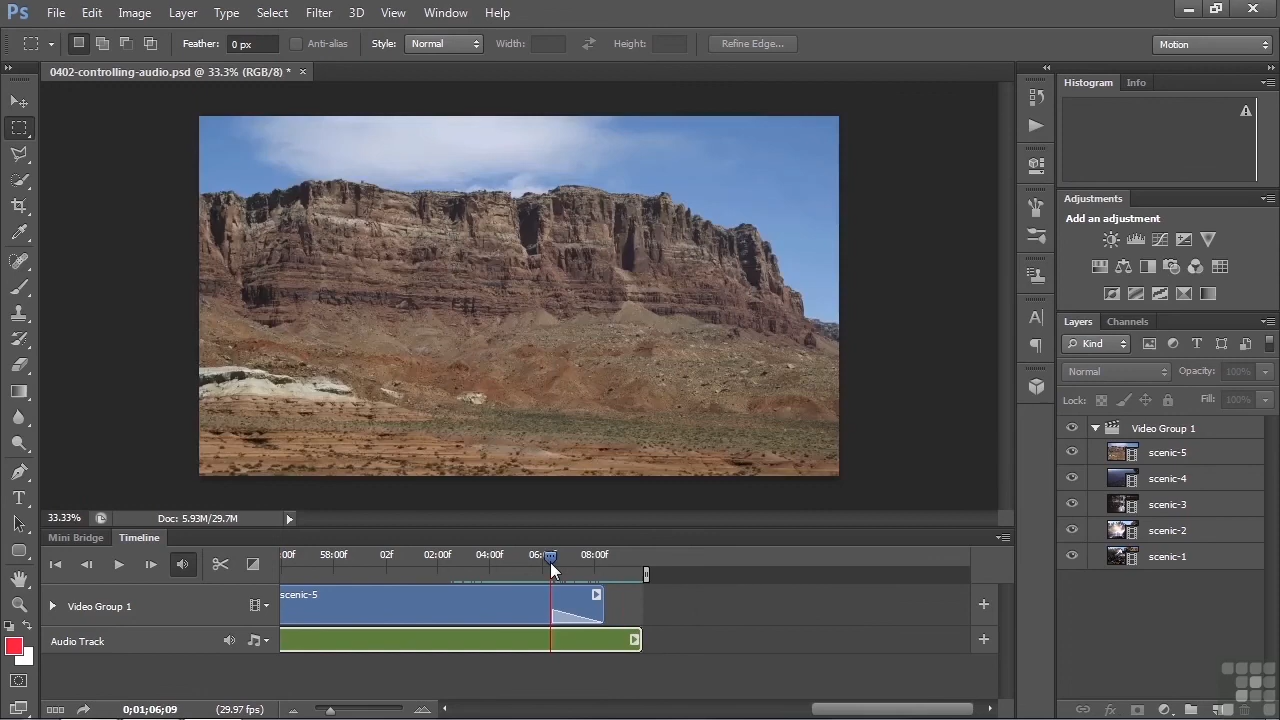 Ps File Edit Image Layer Type Select Filter 3D View Window Help
Feather: 0 px Anti-alias Style: Normal Width: Height: Refine Edge... Motion
0402-controlling-audio.psd @ 33.3% (RGB/8) * ×
Histogram Info
Adjustments
Add an adjustment
Layers Channels
Kind
Normal Opacity: 100%
Lock: Fill: 100%
Video Group 1
scenic-5
scenic-4
scenic-3
scenic-2
scenic-1
33.33% Doc: 5.93M/29.7M
Mini Bridge Timeline
:00f 58:00f 02f 02:00f 04:00f 08:00f
Video Group 1 scenic-5
Audio Track
0;01;06;09 (29.97 fps)